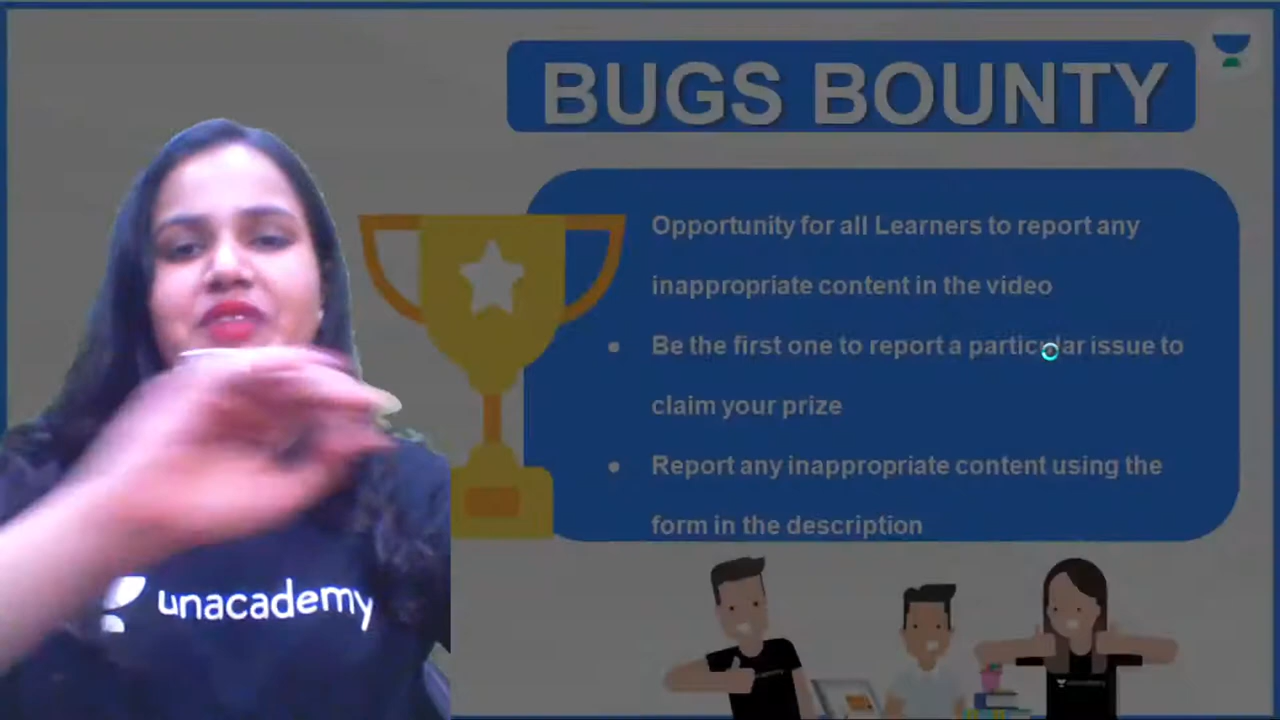 BUGS BOUNTY
Opportunity for all Learners to report any
inappropriate content in the video
● Be the first one to report a particular issue to
claim your prize
● Report any inappropriate content using the
form in the description
unacademy